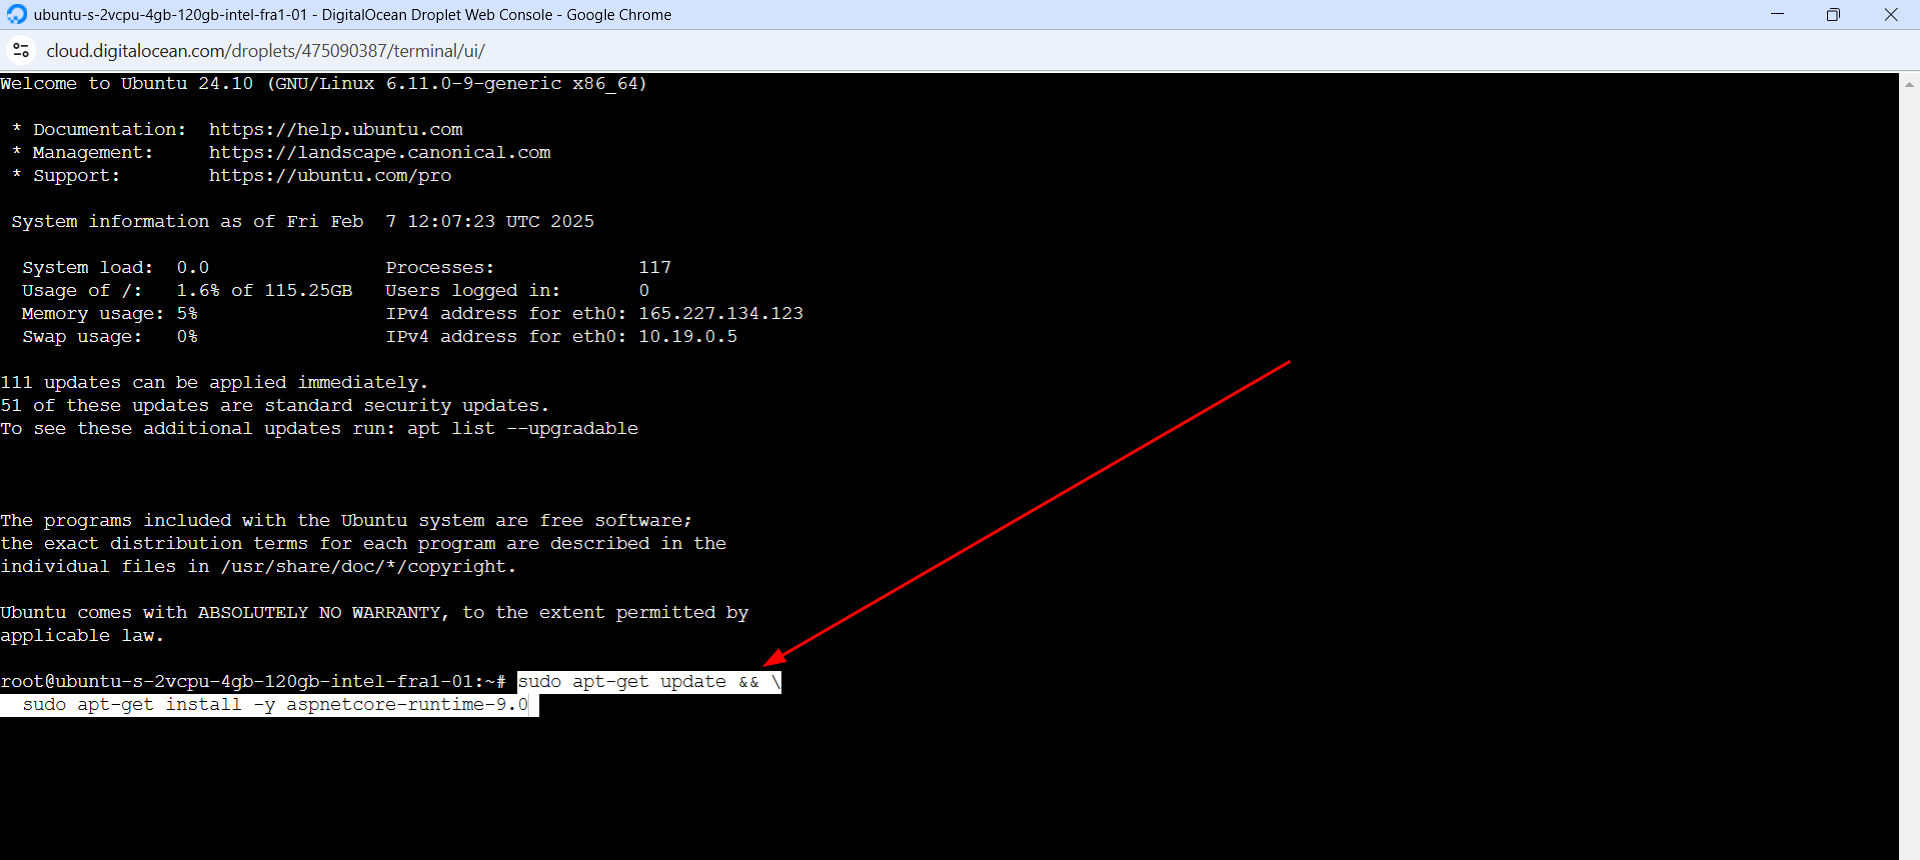 ubuntu-s-2vcpu-4gb-120gb-intel-fra1-01 - DigitalOcean Droplet Web Console - Google Chrome
cloud.digitalocean.com/droplets/475090387/terminal/ui/
Welcome to Ubuntu 24.10 (GNU/Linux 6.11.0-9-generic x86_64)
* Documentation:  https://help.ubuntu.com
* Management:     https://landscape.canonical.com
* Support:        https://ubuntu.com/pro
System information as of Fri Feb  7 12:07:23 UTC 2025
System load:  0.0                Processes:             117
Usage of /:   1.6% of 115.25GB   Users logged in:       0
Memory usage: 5%                 IPv4 address for eth0: 165.227.134.123
Swap usage:   0%                 IPv4 address for eth0: 10.19.0.5
111 updates can be applied immediately.
51 of these updates are standard security updates.
To see these additional updates run: apt list --upgradable
The programs included with the Ubuntu system are free software;
the exact distribution terms for each program are described in the
individual files in /usr/share/doc/*/copyright.
Ubuntu comes with ABSOLUTELY NO WARRANTY, to the extent permitted by
applicable law.
root@ubuntu-s-2vcpu-4gb-120gb-intel-fra1-01:~# sudo apt-get update && \
sudo apt-get install -y aspnetcore-runtime-9.0